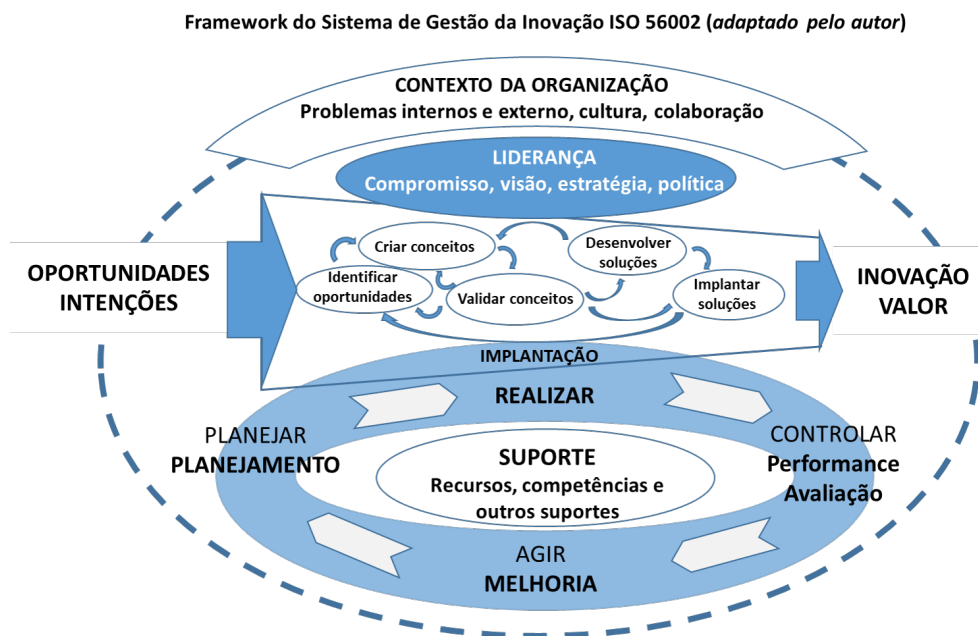 Framework do Sistema de Gestão da Inovação ISO 56002 (adaptado pelo autor)
CONTEXTO DA ORGANIZAÇÃO
Problemas internos e externo, cultura, colaboração
LIDERANÇA
Compromisso, visão, estratégia, política
OPORTUNIDADES
INTENÇÕES
Criar conceitos
Identificar
oportunidades
Validar conceitos
Desenvolver
soluções
Implantar
soluções
INOVAÇÃO
VALOR
IMPLANTAÇÃO
REALIZAR
PLANEJAR
PLANEJAMENTO
SUPORTE
Recursos, competências e
outros suportes
CONTROLAR
Performance
Avaliação
AGIR
MELHORIA